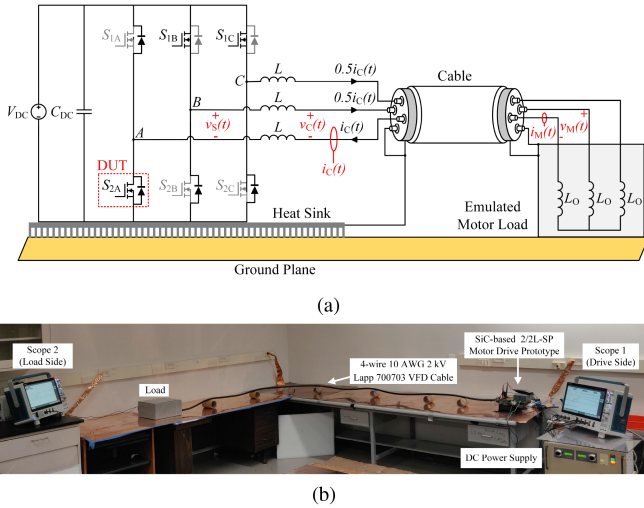 (a)
S1A
S1B
S1C
L
0.5iC(t)
C
Cable
L
0.5iC(t)
B
VDC
CDC
+
vS(t)
-
+
vC(t)
-
L
iC(t)
iM(t)
+
vM(t)
-
A
iC(t)
DUT
S2A
S2B
S2C
LO
LO
LO
Heat Sink
Emulated
Motor Load
Ground Plane
(a)
Scope 2
(Load Side)
Load
4-wire 10 AWG 2 kV
Lapp 700703 VFD Cable
SiC-based 2/2L-SP
Motor Drive Prototype
Scope 1
(Drive Side)
DC Power Supply
(b)